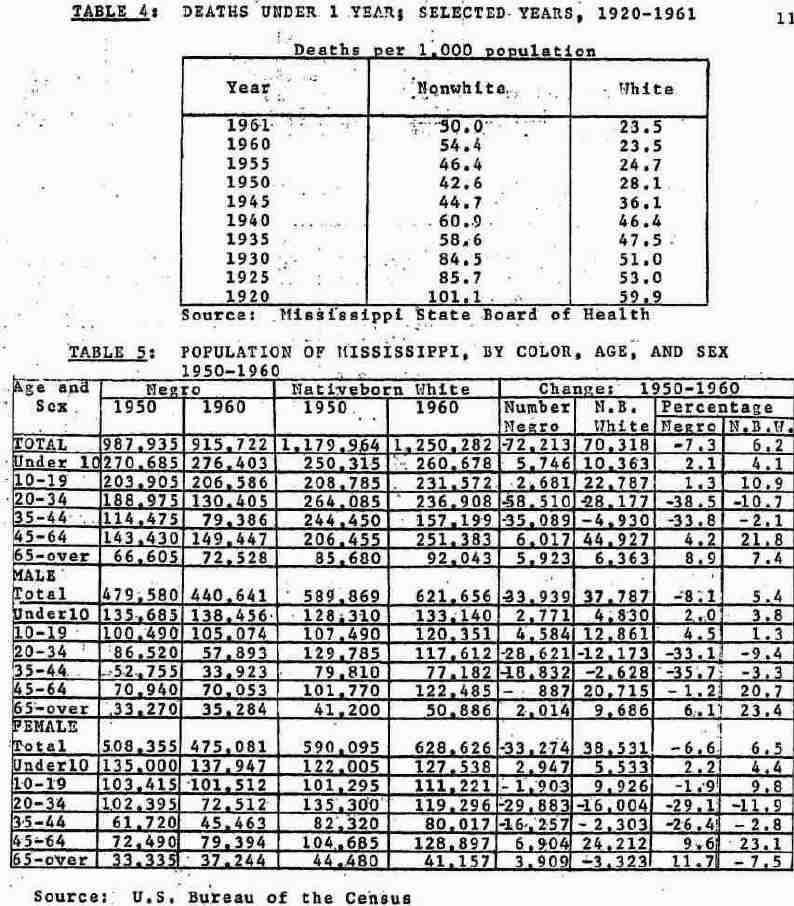 TABLE 4: DEATHS UNDER 1 YEAR; SELECTED YEARS, 1920-1961 11
Deaths per 1,000 population
Year Nonwhite White
1961 50.0 23.5
1960 54.4 23.5
1955 46.4 24.7
1950 42.6 28.1
1945 44.7 36.1
1940 60.9 46.4
1935 58.6 47.5
1930 84.5 51.0
1925 85.7 53.0
1920 101.1 59.9
Source: Mississippi State Board of Health
TABLE 5: POPULATION OF MISSISSIPPI, BY COLOR, AGE, AND SEX
1950-1960
Age and Negro Nativeborn White Change: 1950-1960
Sex 1950 1960 1950 1960 Number N.B. Percentage
Negro White Negro N.B.W.
TOTAL 987,935 915,722 1,179,964 1,250,282 -72,213 70,318 -7.3 6.2
Under 10 270,685 276,403 250,315 260,678 5,746 10,363 2.1 4.1
10-19 203,905 206,586 208,785 231,572 2,681 22,787 1.3 10.9
20-34 188,975 130,405 264,085 236,908 -58,510 -28,177 -38.5 -10.7
35-44 114,475 79,386 244,450 157,199 -35,089 -4,930 -33.8 -2.1
45-64 143,430 149,447 206,455 251,383 6,017 44,927 4.2 21.8
65-over 66,605 72,528 85,680 92,043 5,923 6,363 8.9 7.4
MALE
Total 479,580 440,641 589,869 621,656 -33,939 37,787 -8.1 5.4
Under10 135,685 138,456 128,310 133,140 2,771 4,830 2.0 3.8
10-19 100,490 105,074 107,490 120,351 4,584 12,861 4.5 1.3
20-34 86,520 57,893 129,785 117,612 -28,621 -12,173 -33.1 -9.4
35-44 52,755 33,923 79,810 77,182 -18,832 -2,628 -35.7 -3.3
45-64 70,940 70,053 101,770 122,485 - 887 20,715 -1.2 20.7
65-over 33,270 35,284 41,200 50,886 2,014 9,686 6.1 23.4
FEMALE
Total 508,355 475,081 590,095 628,626 -33,274 38,531 -6.6 6.5
Under10 135,000 137,947 122,005 127,538 2,947 5,533 2.2 4.4
10-19 103,415 101,512 101,295 111,221 -1,903 9,926 -1.9 9.8
20-34 102,395 72,512 135,300 119,296 -29,883 -16,004 -29.1 -11.9
35-44 61,720 45,463 82,320 80,017 -16,257 -2,303 -26.4 -2.8
45-64 72,490 79,394 104,685 128,897 6,904 24,212 9.6 23.1
65-over 33,335 37,244 44,480 41,157 3,909 -3,323 11.7 -7.5
Source: U.S. Bureau of the Census